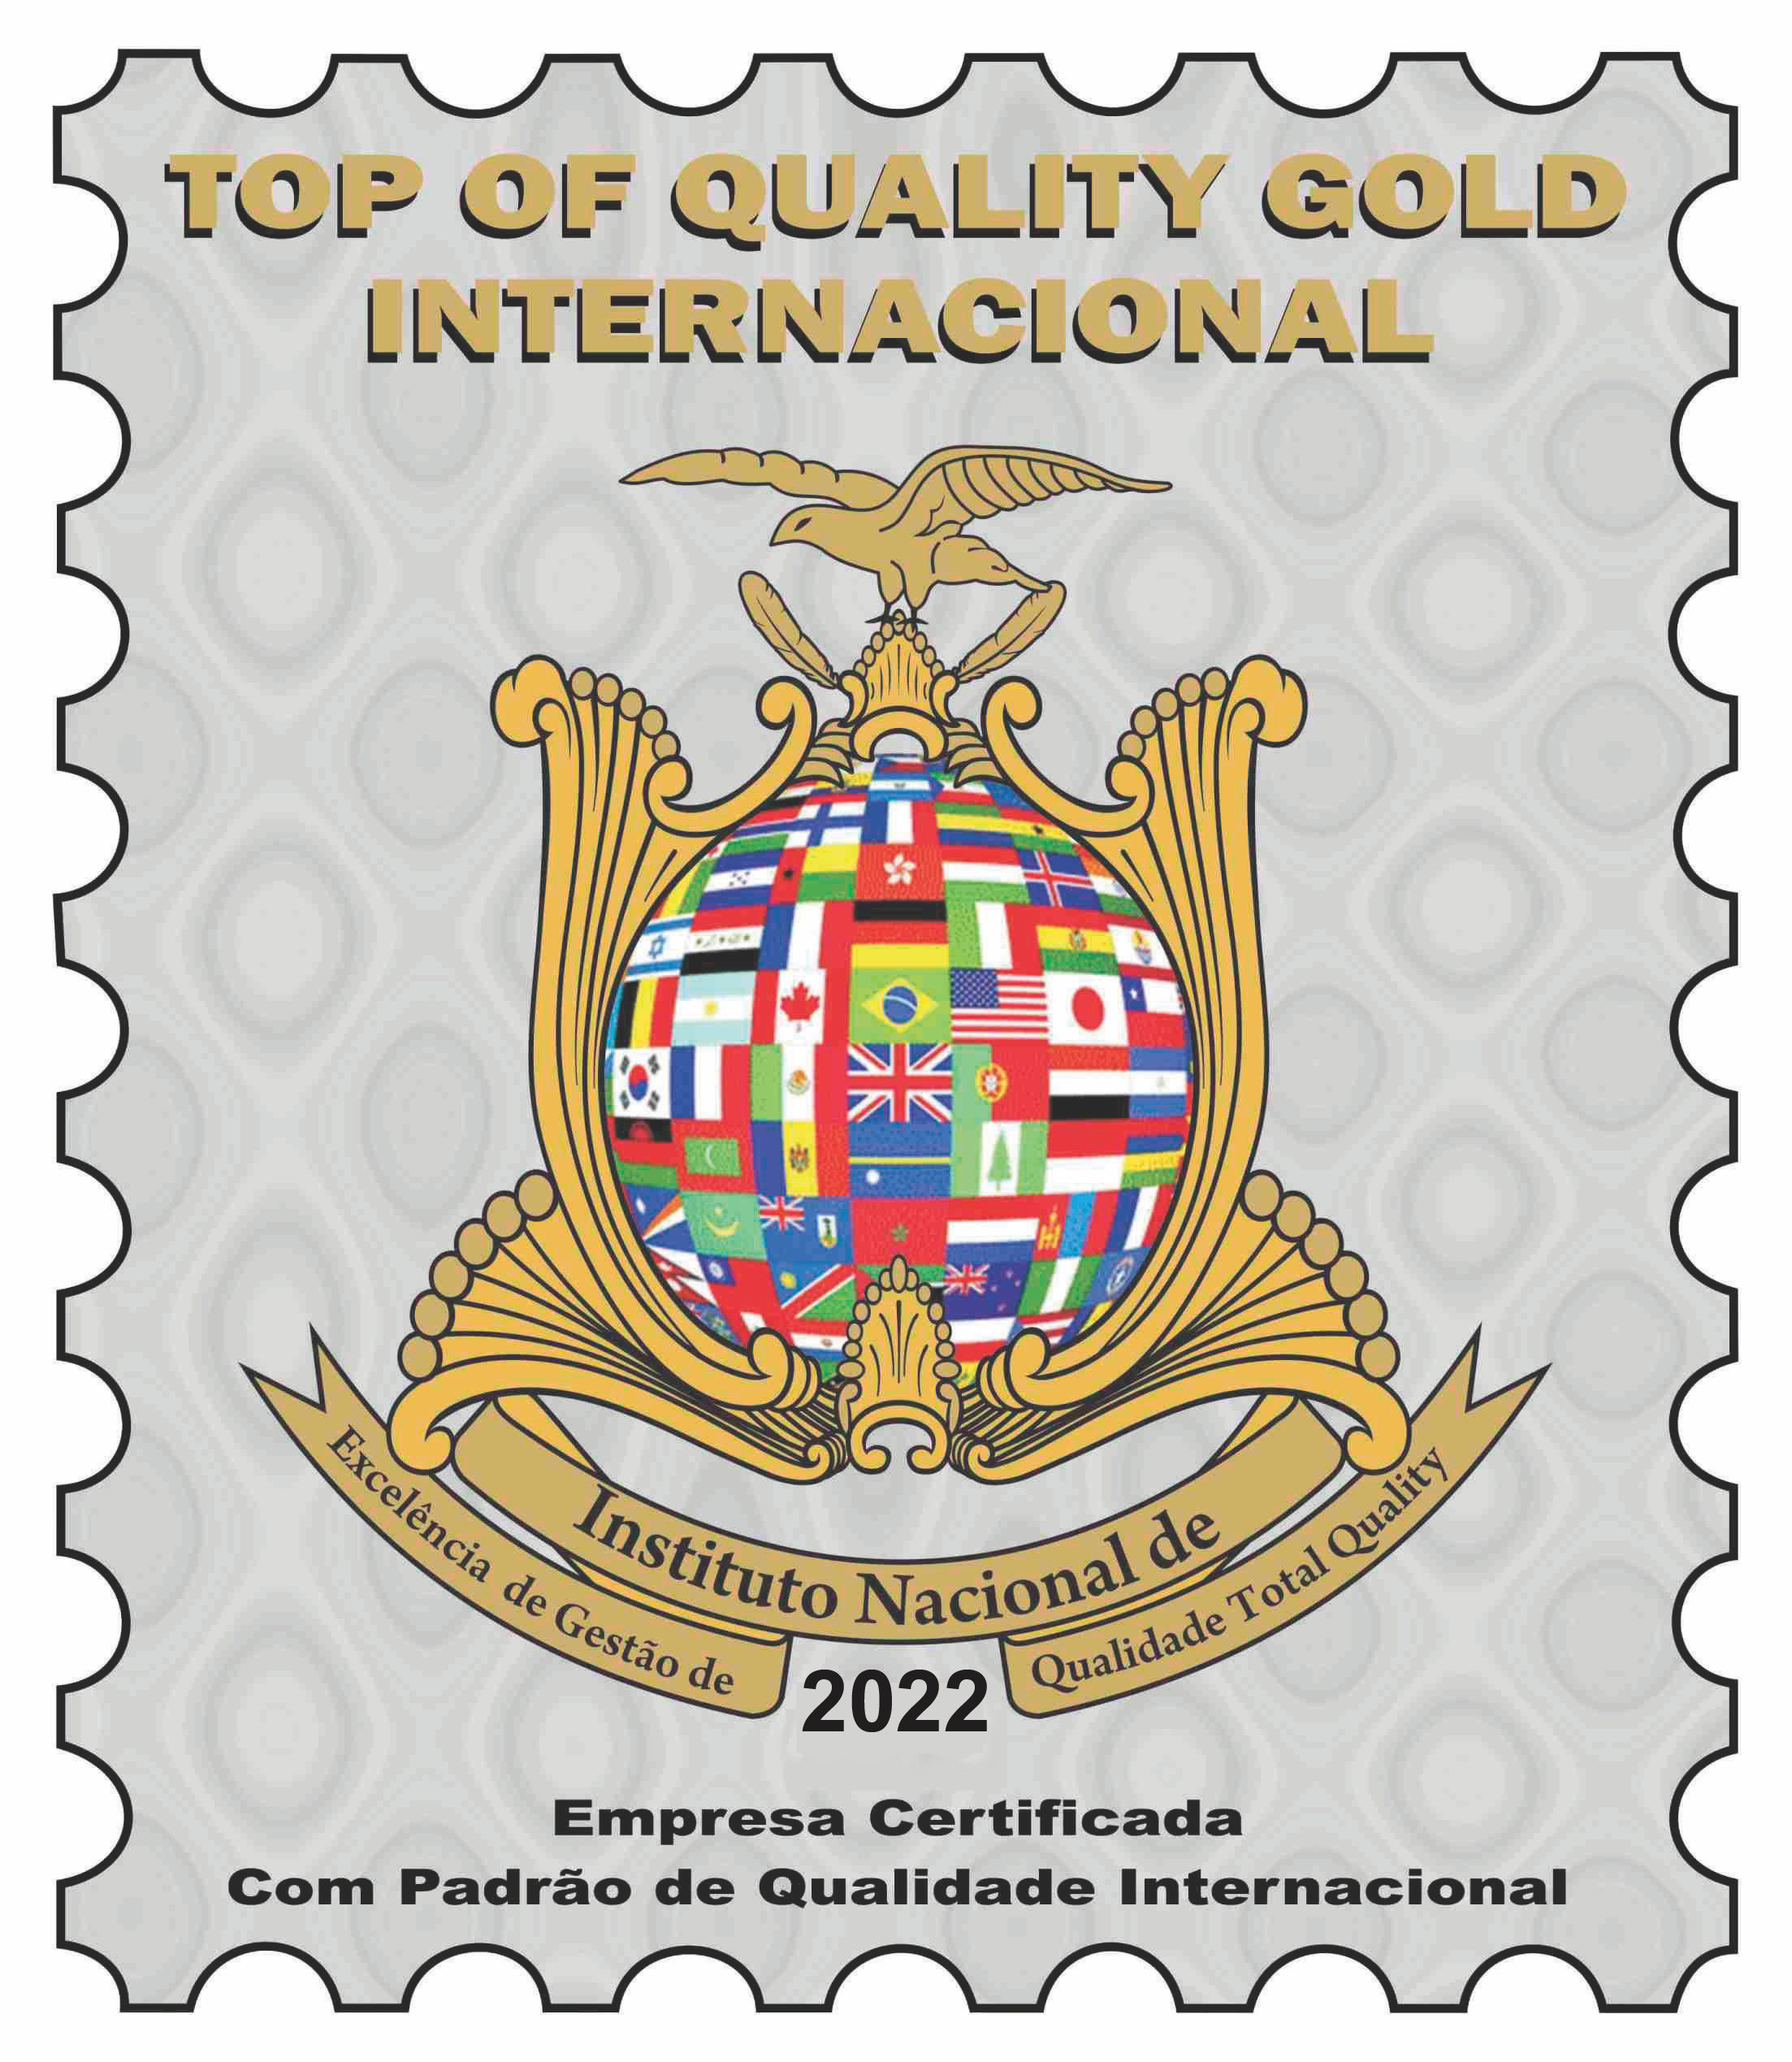 TOP OF QUALITY GOLD
INTERNACIONAL
Instituto Nacional de
Excelência de Gestão de
Qualidade Total Quality
2022
Empresa Certificada
Com Padrão de Qualidade Internacional